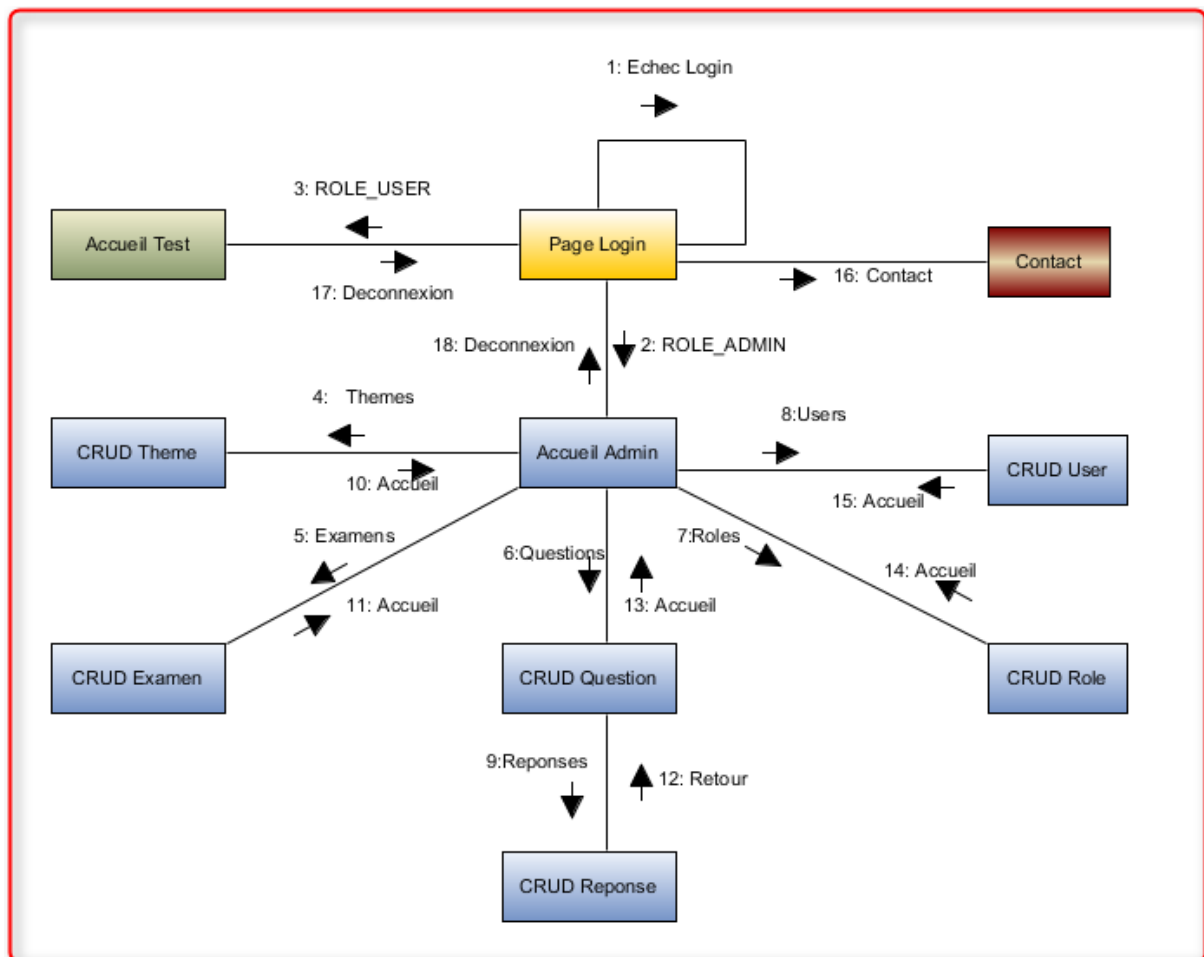 1: Echec Login
3: ROLE_USER
Accueil Test
Page Login
Contact
17: Deconnexion
16: Contact
18: Deconnexion
2: ROLE_ADMIN
4: Themes
8:Users
CRUD Theme
Accueil Admin
CRUD User
10: Accueil
15: Accueil
5: Examens
6:Questions
7:Roles
14: Accueil
11: Accueil
13: Accueil
CRUD Examen
CRUD Question
CRUD Role
9:Reponses
12: Retour
CRUD Reponse